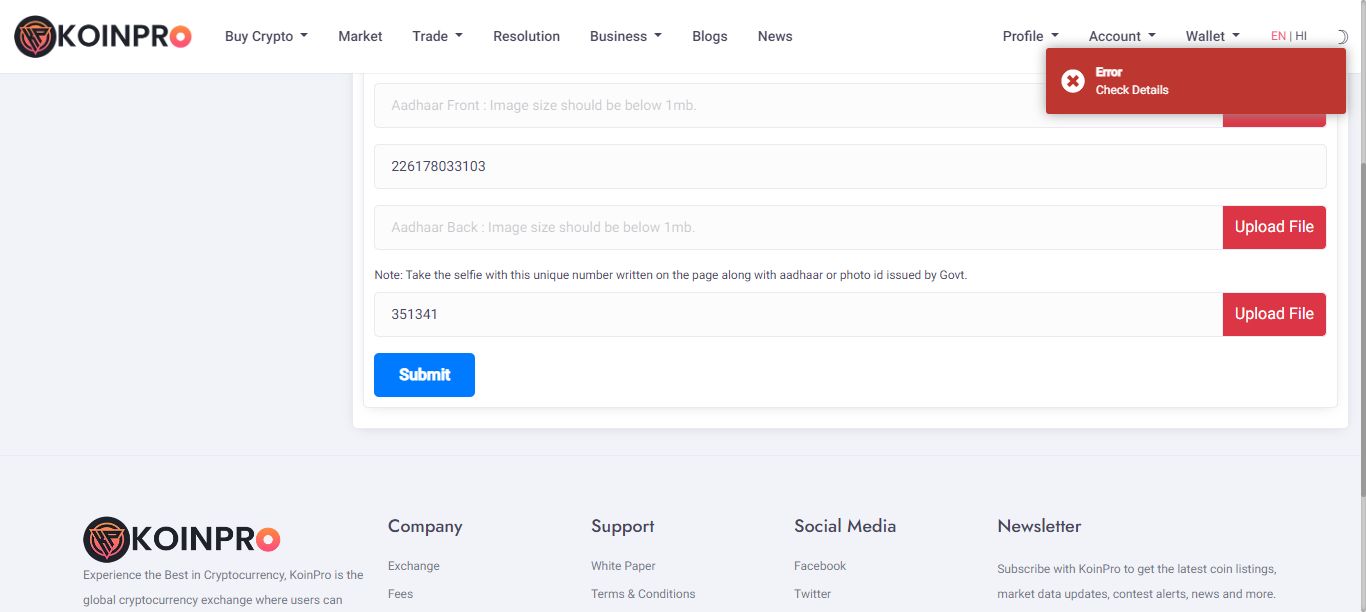 KOINPRO Buy Crypto Market Trade Resolution Business Blogs News Profile Account Wallet EN | HI
Error
Check Details
Aadhaar Front : Image size should be below 1mb.
226178033103
Aadhaar Back : Image size should be below 1mb. Upload File
Note: Take the selfie with this unique number written on the page along with aadhaar or photo id issued by Govt.
351341 Upload File
Submit
KOINPRO
Experience the Best in Cryptocurrency, KoinPro is the
global cryptocurrency exchange where users can
Company
Exchange
Fees
Support
White Paper
Terms & Conditions
Social Media
Facebook
Twitter
Newsletter
Subscribe with KoinPro to get the latest coin listings,
market data updates, contest alerts, news and more.